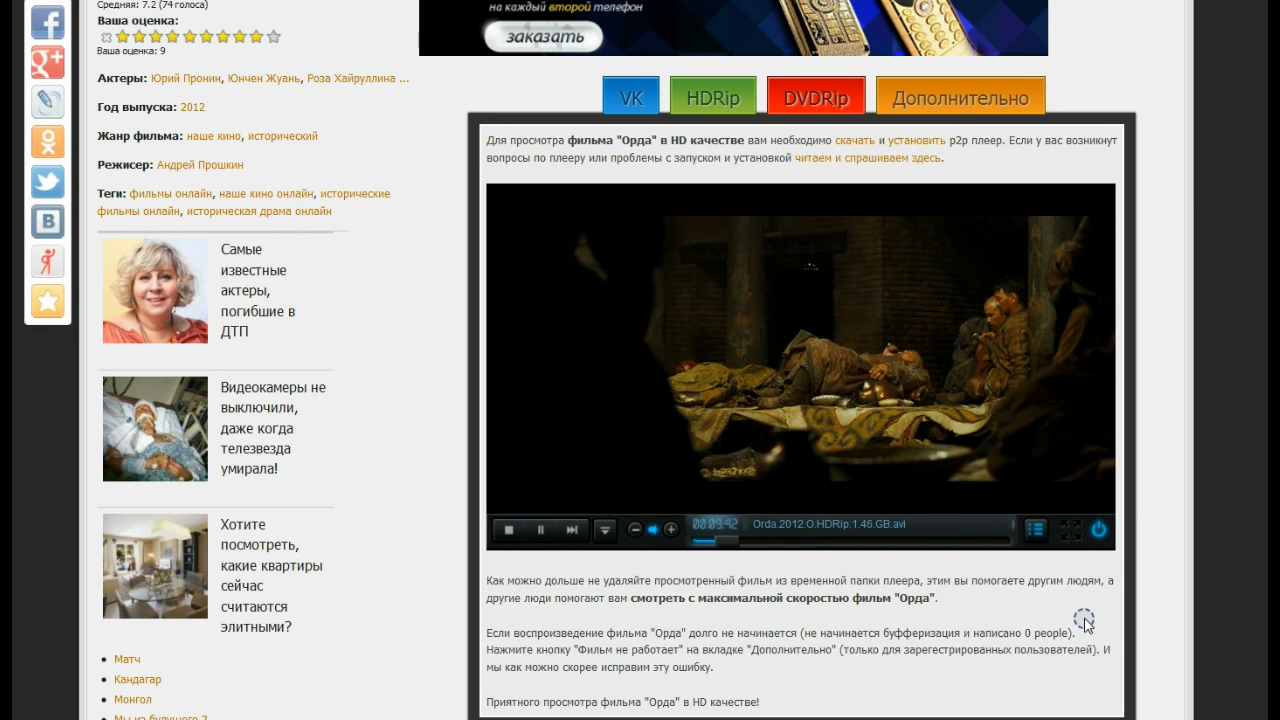 Средняя: 7.2 (74 голоса)
Ваша оценка:
Ваша оценка: 9
Актеры: Юрий Пронин, Юнчен Жуань, Роза Хайруллина ...
Год выпуска: 2012
Жанр фильма: наше кино, исторический
Режисер: Андрей Прошкин
Теги: фильмы онлайн, наше кино онлайн, исторические
фильмы онлайн, историческая драма онлайн
Самые
известные
актеры,
погибшие в
ДТП
Видеокамеры не
выключили,
даже когда
телезвезда
умирала!
Хотите
посмотреть,
какие квартиры
сейчас
считаются
элитными?
Матч
Кандагар
Монгол
Мы из будущего 2
на каждый второй телефон
заказать
VK
HDRip
DVDRip
Дополнительно
Для просмотра фильма "Орда" в HD качестве вам необходимо скачать и установить p2p плеер. Если у вас возникнут
вопросы по плееру или проблемы с запуском и установкой читаем и спрашиваем здесь.
00:09:42
Orda.2012.O.HDRip.1.46.GB.avi
Как можно дольше не удаляйте просмотренный фильм из временной папки плеера, этим вы помогаете другим людям, а
другие люди помогают вам смотреть с максимальной скоростью фильм "Орда".
Если воспроизведение фильма "Орда" долго не начинается (не начинается буфферизация и написано 0 people).
Нажмите кнопку "Фильм не работает" на вкладке "Дополнительно" (только для зарегестрированных пользователей). И
мы как можно скорее исправим эту ошибку.
Приятного просмотра фильма "Орда" в HD качестве!